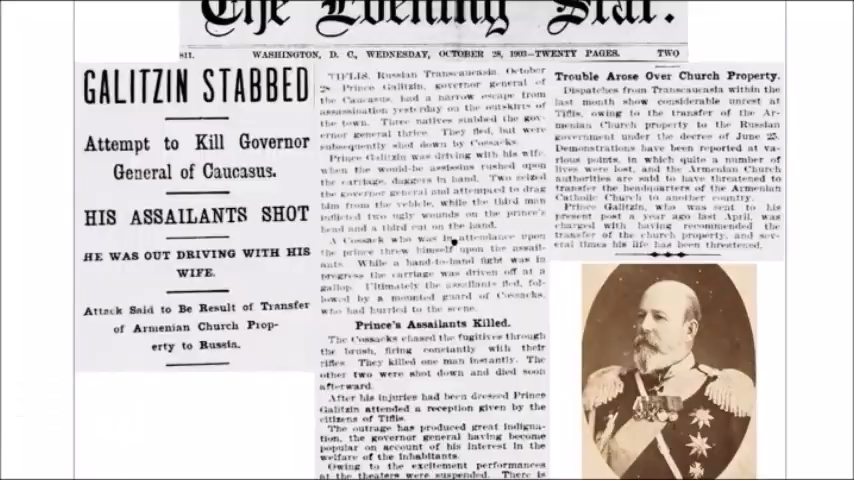 The Evening Star.
WASHINGTON, D. C., WEDNESDAY, OCTOBER 28, 1903—TWENTY PAGES.
TWO
GALITZIN STABBED
Attempt to Kill Governor
General of Caucasus.
HIS ASSAILANTS SHOT
HE WAS OUT DRIVING WITH HIS
WIFE.
Attack Said to Be Result of Transfer
of Armenian Church Prop-
erty to Russia.
TIFLIS, Russian Transcaucasia, October
28.—Prince Galitzin, governor general of
the Caucasus, had a narrow escape from
assassination yesterday on the outskirts of
the town. Three natives stabbed the gov-
ernor general thrice. They fled, but were
subsequently shot down by Cossacks.
Prince Galitzin was driving with his wife,
when the would-be assassins rushed upon
the carriage, daggers in hand. Two seized
the governor general and attempted to drag
him from the vehicle, while the third man
inflicted two ugly wounds on the prince's
head and a third cut on the hand.
A Cossack who was in attendance upon
the prince threw himself upon the assail-
ants. While a hand-to-hand fight was in
progress the carriage was driven off at a
gallop. Ultimately the assailants fled, fol-
lowed by a mounted guard of Cossacks,
who had hurried to the scene.
Prince's Assailants Killed.
The Cossacks chased the fugitives through
the brush, firing constantly with their
rifles. They killed one man instantly. The
other two were shot down and died soon
afterward.
After his injuries had been dressed Prince
Galitzin attended a reception given by the
citizens of Tiflis.
The outrage has produced great indigna-
tion, the governor general having become
popular on account of his interest in the
welfare of the inhabitants.
Owing to the excitement performances
at the theaters were suspended. There is
Trouble Arose Over Church Property.
Dispatches from Transcaucasia within the
last month show considerable unrest at
Tiflis, owing to the transfer of the Ar-
menian Church property to the Russian
government under the decree of June 25.
Demonstrations have been reported at va-
rious points, in which quite a number of
lives were lost, and the Armenian Church
authorities are said to have threatened to
transfer the headquarters of the Armenian
Catholic Church to another country.
Prince Galitzin, who was sent to his
present post a year ago last April, was
charged with having recommended the
transfer of the church property, and sev-
eral times his life has been threatened.